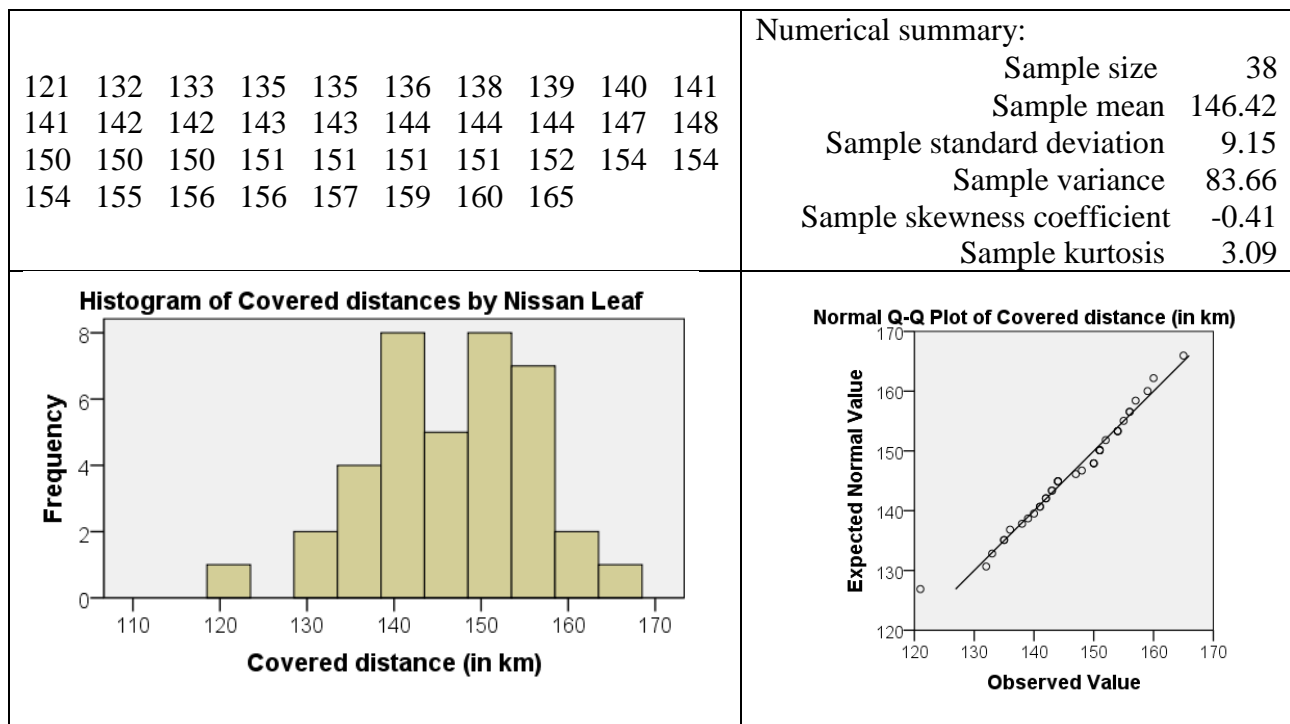 121 132 133 135 135 136 138 139 140 141
141 142 142 143 143 144 144 144 147 148
150 150 150 151 151 151 151 152 154 154
154 155 156 156 157 159 160 165
Numerical summary:
Sample size 38
Sample mean 146.42
Sample standard deviation 9.15
Sample variance 83.66
Sample skewness coefficient -0.41
Sample kurtosis 3.09
Histogram of Covered distances by Nissan Leaf
Frequency
8
6
4
2
0
110 120 130 140 150 160 170
Covered distance (in km)
Normal Q-Q Plot of Covered distance (in km)
Expected Normal Value
170
160
150
140
130
120
120 130 140 150 160 170
Observed Value